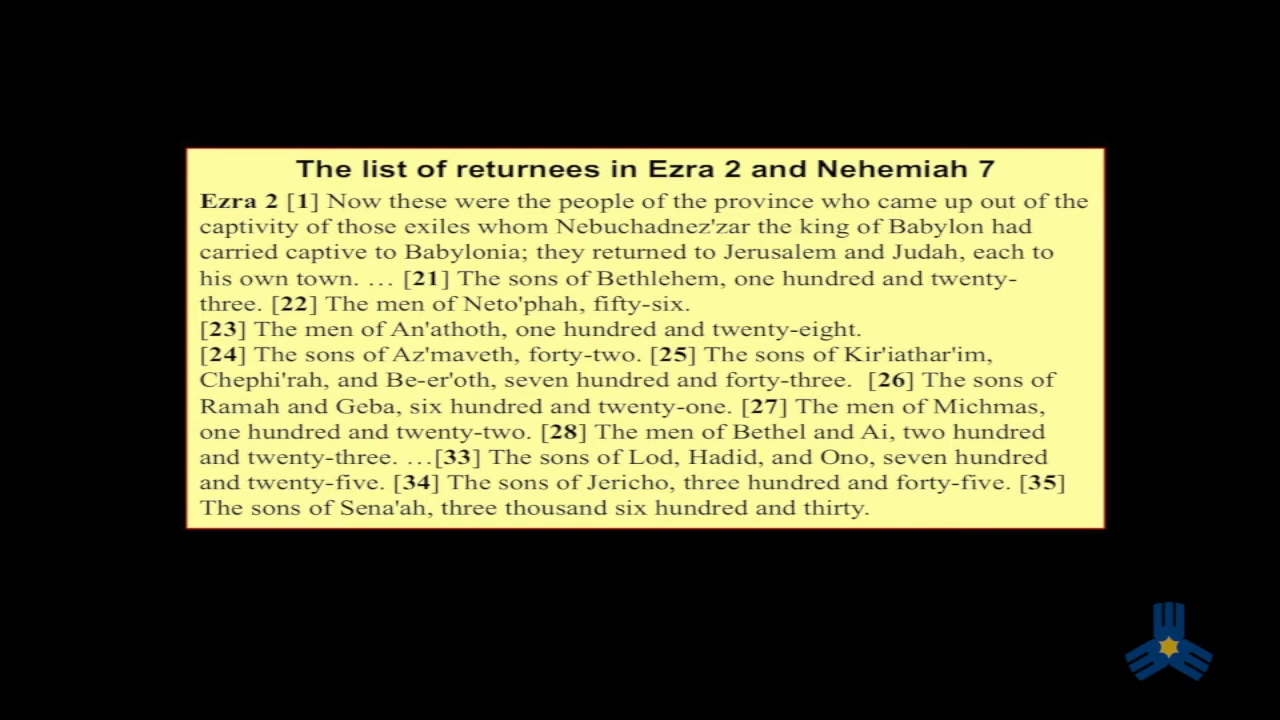 The list of returnees in Ezra 2 and Nehemiah 7
Ezra 2 [1] Now these were the people of the province who came up out of the
captivity of those exiles whom Nebuchadnez'zar the king of Babylon had
carried captive to Babylonia; they returned to Jerusalem and Judah, each to
his own town. … [21] The sons of Bethlehem, one hundred and twenty-
three. [22] The men of Neto'phah, fifty-six.
[23] The men of An'athoth, one hundred and twenty-eight.
[24] The sons of Az'maveth, forty-two. [25] The sons of Kir'iathar'im,
Chephi'rah, and Be-er'oth, seven hundred and forty-three. [26] The sons of
Ramah and Geba, six hundred and twenty-one. [27] The men of Michmas,
one hundred and twenty-two. [28] The men of Bethel and Ai, two hundred
and twenty-three. …[33] The sons of Lod, Hadid, and Ono, seven hundred
and twenty-five. [34] The sons of Jericho, three hundred and forty-five. [35]
The sons of Sena'ah, three thousand six hundred and thirty.